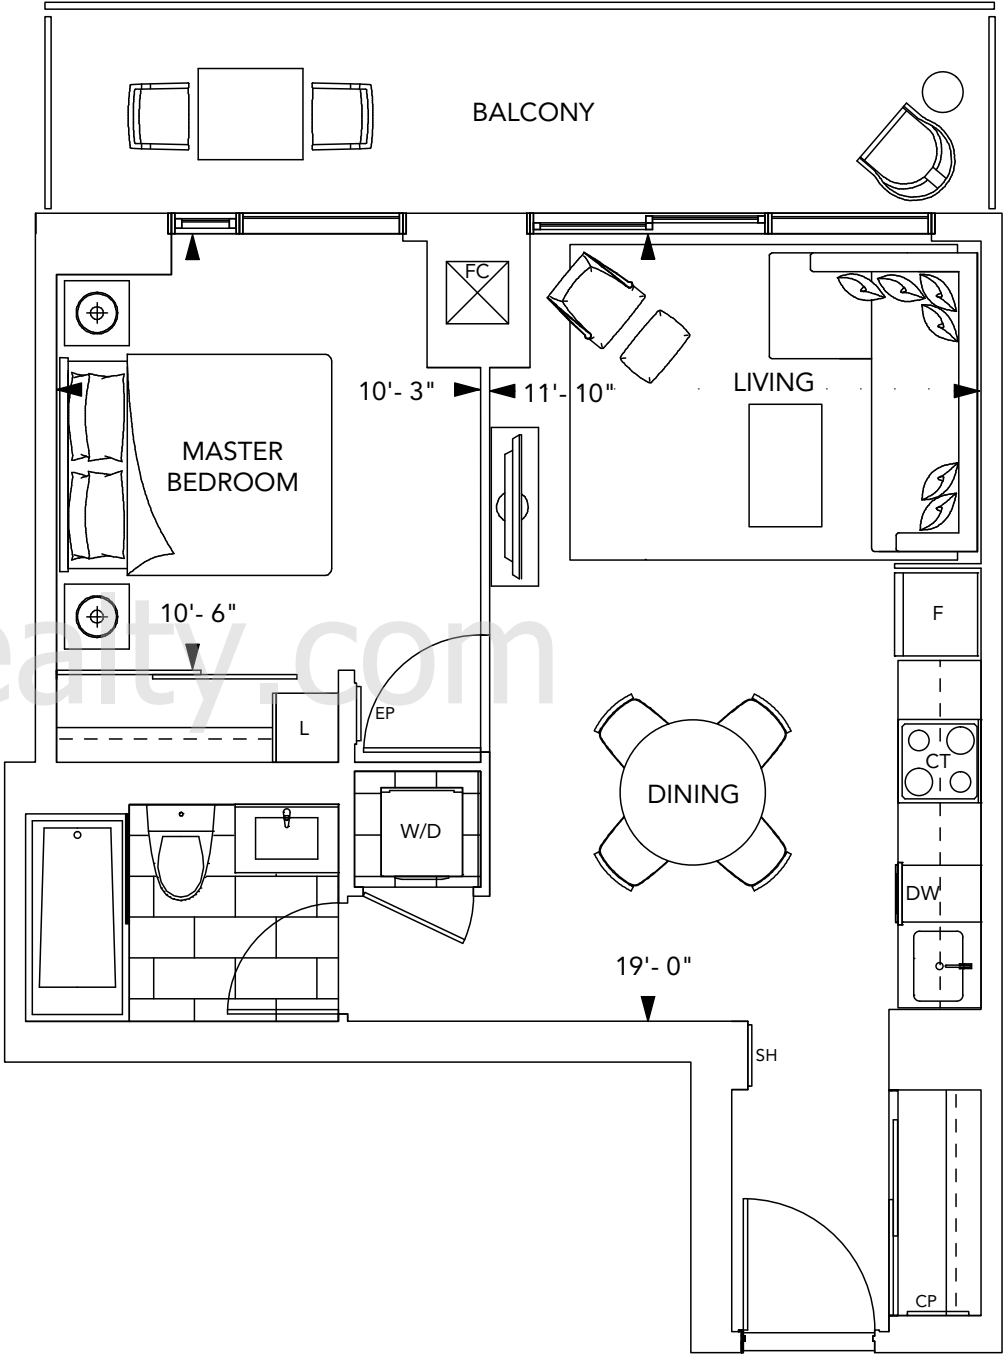 BALCONY
FC
10'- 3"
11'- 10"
LIVING
MASTER
BEDROOM
10'- 6"
F
ealty.com
EP
L
CT
DINING
W/D
DW
19'- 0"
SH
CP